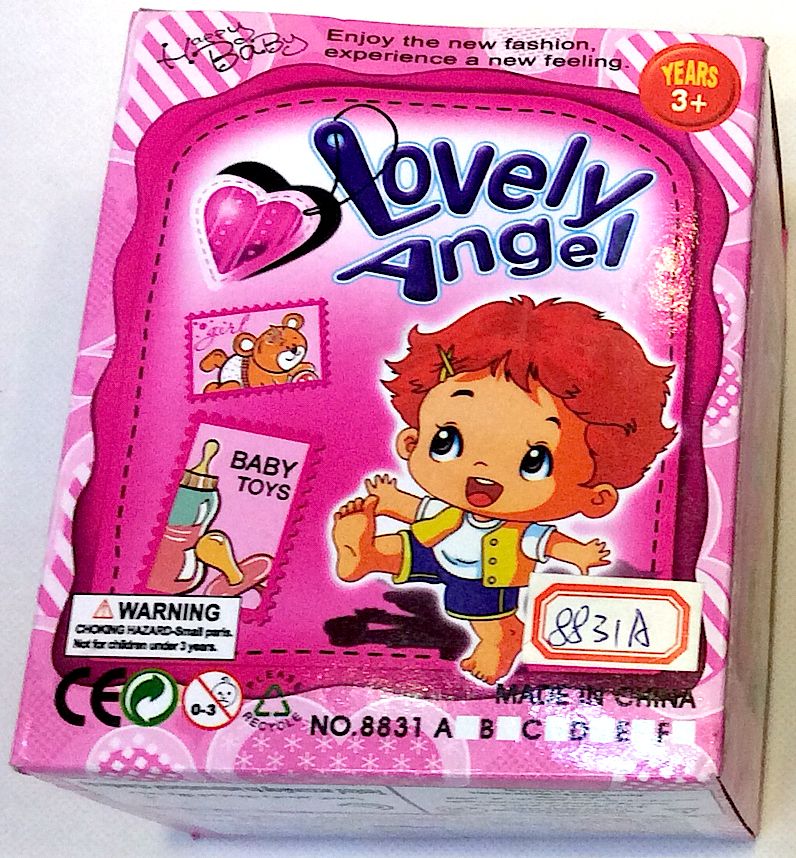 Happy Baby
Enjoy the new fashion,
experience a new feeling.
YEARS
3+
Lovely
Angel
girl
BABY
TOYS
WARNING
CHOKING HAZARD-Small parts.
Not for children under 3 years.
8831A
CE
0-3
PLEASE
RECYCLE
MADE IN CHINA
NO.8831 A B C D E F